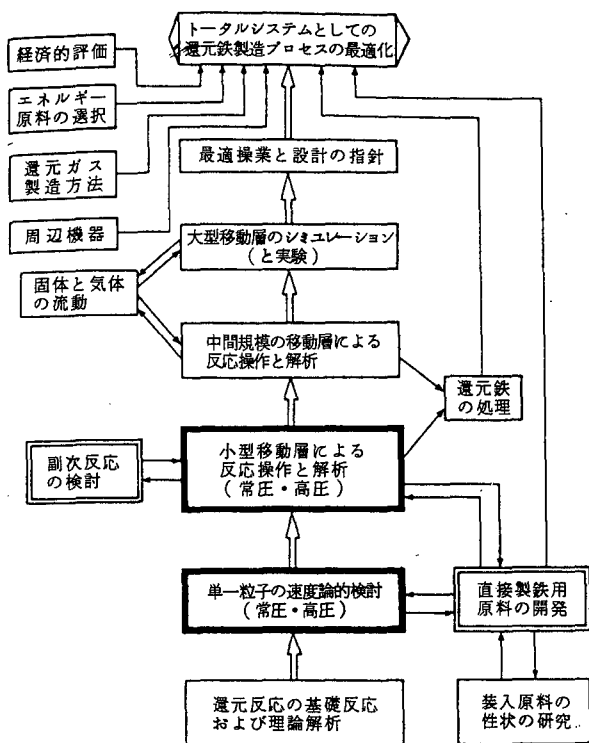 トータルシステムとしての
還元鉄製造プロセスの最適化
経済的評価
エネルギー
原料の選択
還元ガス
製造方法
周辺機器
最適操業と設計の指針
大型移動層のシミュレーション
(と実験)
固体と気体
の流動
中間規模の移動層による
反応操作と解析
還元鉄
の処理
小型移動層による
反応操作と解析
(常圧・高圧)
副次反応
の検討
単一粒子の速度論的検討
(常圧・高圧)
直接製鉄用
原料の開発
還元反応の基礎反応
および理論解析
装入原料の
性状の研究